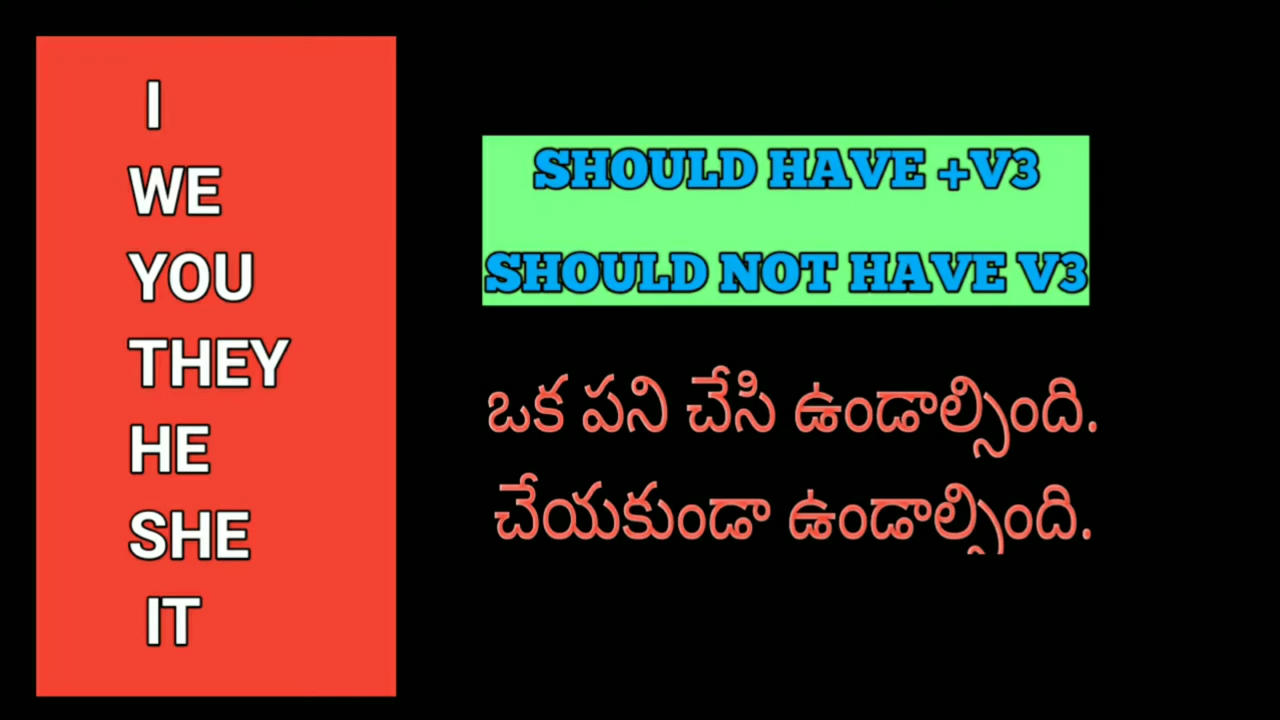 I
WE
YOU
THEY
HE
SHE
IT
SHOULD HAVE +V3
SHOULD NOT HAVE V3
ఒక పని చేసి ఉండాల్సింది.
చేయకుండా ఉండాల్సింది.